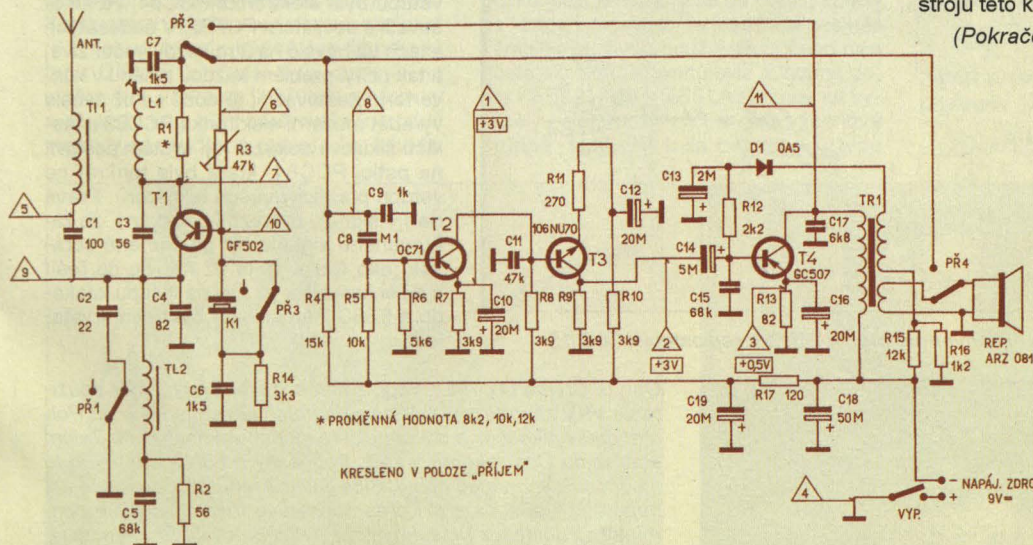 strojů této k
(Pokrače
ANT.
C7
1k5
PŘ2
TL1
L1
R1
*
R3
47k
T1
GF502
5
6
7
8
9
10
1
+3V
11
C1
100
C3
56
C2
22
C4
82
K1
PŘ3
TL2
C6
1k5
R14
3k3
PŘ1
C5
68k
R2
56
C9
1k
C8
M1
T2
GC71
R4
15k
R5
10k
R6
5k6
R7
3k9
C10
20M
C11
47k
R11
270
106NU70
T3
R8
3k9
R9
3k9
R10
3k9
C12
20M
C13
2M
OA5
R12
2k2
C14
5M
C15
68k
T4
GC507
R13
82
C16
20M
C17
6k8
TR1
2
+3V
3
+0,5V
PŘ4
R15
12k
R16
1k2
REP.
ARZ 081
C19
20M
R17
120
C18
50M
4
VYP.
- NAPÁJ. ZDRO
+ 9V=
* PROMĚNNÁ HODNOTA 8k2, 10k, 12k
KRESLENO V POLOZE „PŘÍJEM"